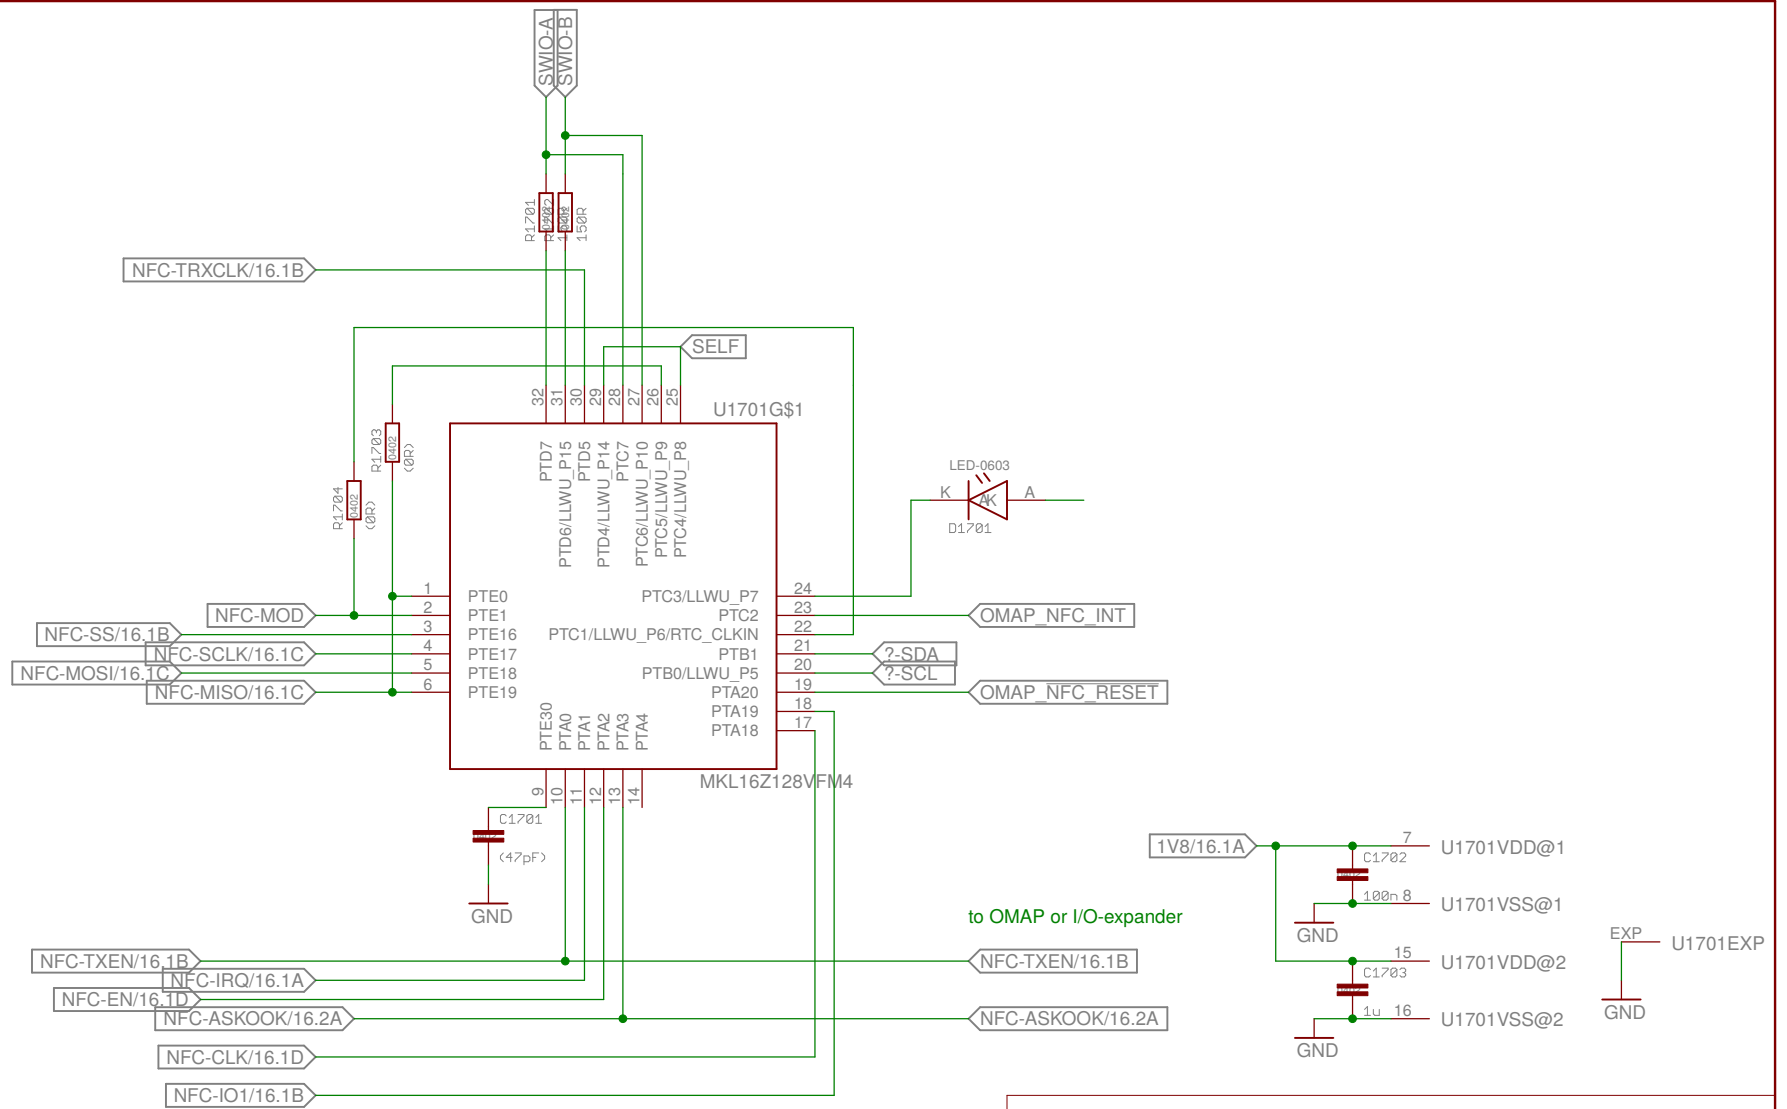 SWIO-A
SWIO-B
R1701
150R
NFC-TRXCLK/16.1B
SELF
32
31
30
29
28
27
26
25
U1701G$1
R1703
0402
(0R)
R1704
0402
(0R)
PTD7
PTD6/LLWU_P15
PTD5
PTD4/LLWU_P14
PTC7
PTC6/LLWU_P10
PTC5/LLWU_P9
PTC4/LLWU_P8
LED-0603
K
AK
A
D1701
NFC-MOD
NFC-SS/16.1B
NFC-SCLK/16.1C
NFC-MOSI/16.1C
NFC-MISO/16.1C
1 PTE0
2 PTE1
3 PTE16
4 PTE17
5 PTE18
6 PTE19
PTC3/LLWU_P7 24
PTC2 23
PTC1/LLWU_P6/RTC_CLKIN 22
PTB1 21
PTB0/LLWU_P5 20
PTA20 19
PTA19 18
PTA18 17
OMAP_NFC_INT
?-SDA
?-SCL
OMAP_NFC_RESET
PTE30
PTA0
PTA1
PTA2
PTA3
PTA4
MKL16Z128VFM4
9
10
11
12
13
14
C1701
(47pF)
GND
1V8/16.1A
7 U1701VDD@1
C1702
100n
8 U1701VSS@1
GND
to OMAP or I/O-expander
EXP U1701EXP
GND
15 U1701VDD@2
C1703
1u
16 U1701VSS@2
GND
NFC-TXEN/16.1B
NFC-TXEN/16.1B
NFC-IRQ/16.1A
NFC-EN/16.1D
NFC-ASKOOK/16.2A
NFC-ASKOOK/16.2A
NFC-CLK/16.1D
NFC-IO1/16.1B